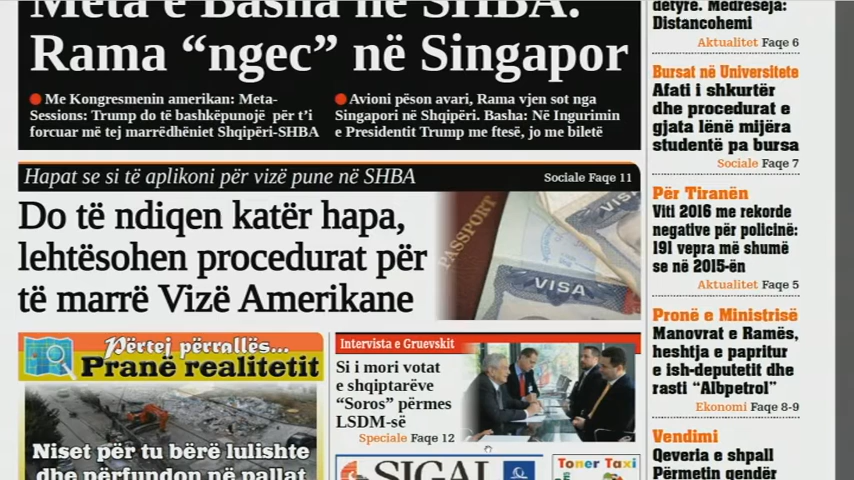 Meta e Basha në SHBA.
Rama “ngec” në Singapor
Me Kongresmenin amerikan: Meta-
Sessions: Trump do të bashkëpunojë për t’i
forcuar më tej marrëdhëniet Shqipëri-SHBA
Avioni pëson avari, Rama vjen sot nga
Singapori në Shqipëri. Basha: Në Ingurimin
e Presidentit Trump me ftesë, jo me biletë
Hapat se si të aplikoni për vizë pune në SHBA
Sociale Faqe 11
Do të ndiqen katër hapa,
lehtësohen procedurat për
të marrë Vizë Amerikane
PASSPORT
VISA
VISA
Përtej përrallës...
Pranë realitetit
Niset për tu bërë lulishte
dhe përfundon në pallat
Intervista e Gruevskit
Si i mori votat
e shqiptarëve
“Soros” përmes
LSDM-së
Speciale Faqe 12
SIGAL
Toner Taxi
detyrë. Medreseja:
Distancohemi
Aktualitet Faqe 6
Bursat në Universitete
Afati i shkurtër
dhe procedurat e
gjata lënë mijëra
studentë pa bursa
Sociale Faqe 7
Për Tiranën
Viti 2016 me rekorde
negative për policinë:
191 vepra më shumë
se në 2015-ën
Aktualitet Faqe 5
Pronë e Ministrisë
Manovrat e Ramës,
heshtja e papritur
e ish-deputetit dhe
rasti “Albpetrol”
Ekonomi Faqe 8-9
Vendimi
Qeveria e shpall
Përmetin qendër